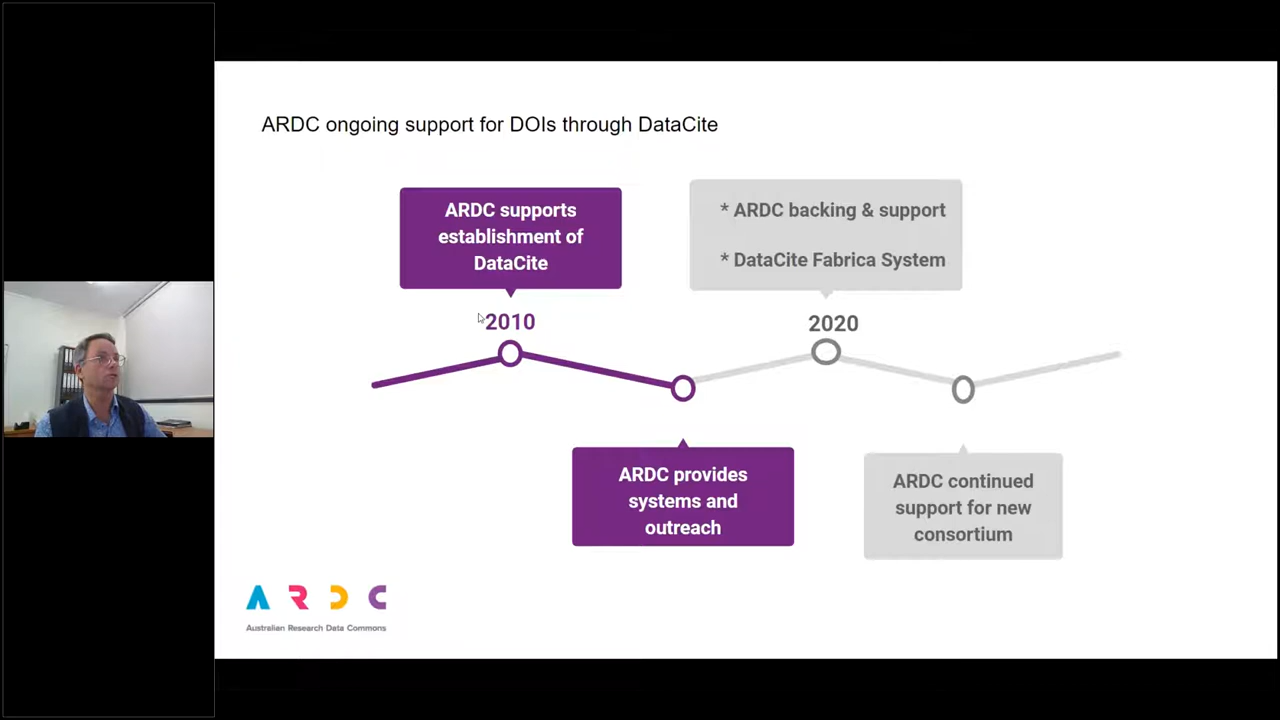 ARDC ongoing support for DOIs through DataCite
ARDC supports
establishment of
DataCite
* ARDC backing & support
* DataCite Fabrica System
2010
2020
ARDC provides
systems and
outreach
ARDC continued
support for new
consortium
ARDC
Australian Research Data Commons